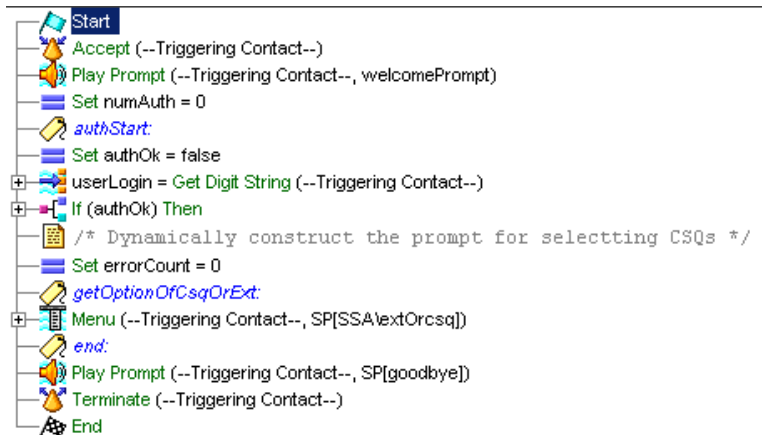 Start
Accept (--Triggering Contact--)
Play Prompt (--Triggering Contact--, welcomePrompt)
Set numAuth = 0
authStart:
Set authOk = false
userLogin = Get Digit String (--Triggering Contact--)
If (authOk) Then
/* Dynamically construct the prompt for selectting CSQs */
Set errorCount = 0
getOptionOfCsqOrExt:
Menu (--Triggering Contact--, SP[SSA\extOrcsq])
end:
Play Prompt (--Triggering Contact--, SP[goodbye])
Terminate (--Triggering Contact--)
End